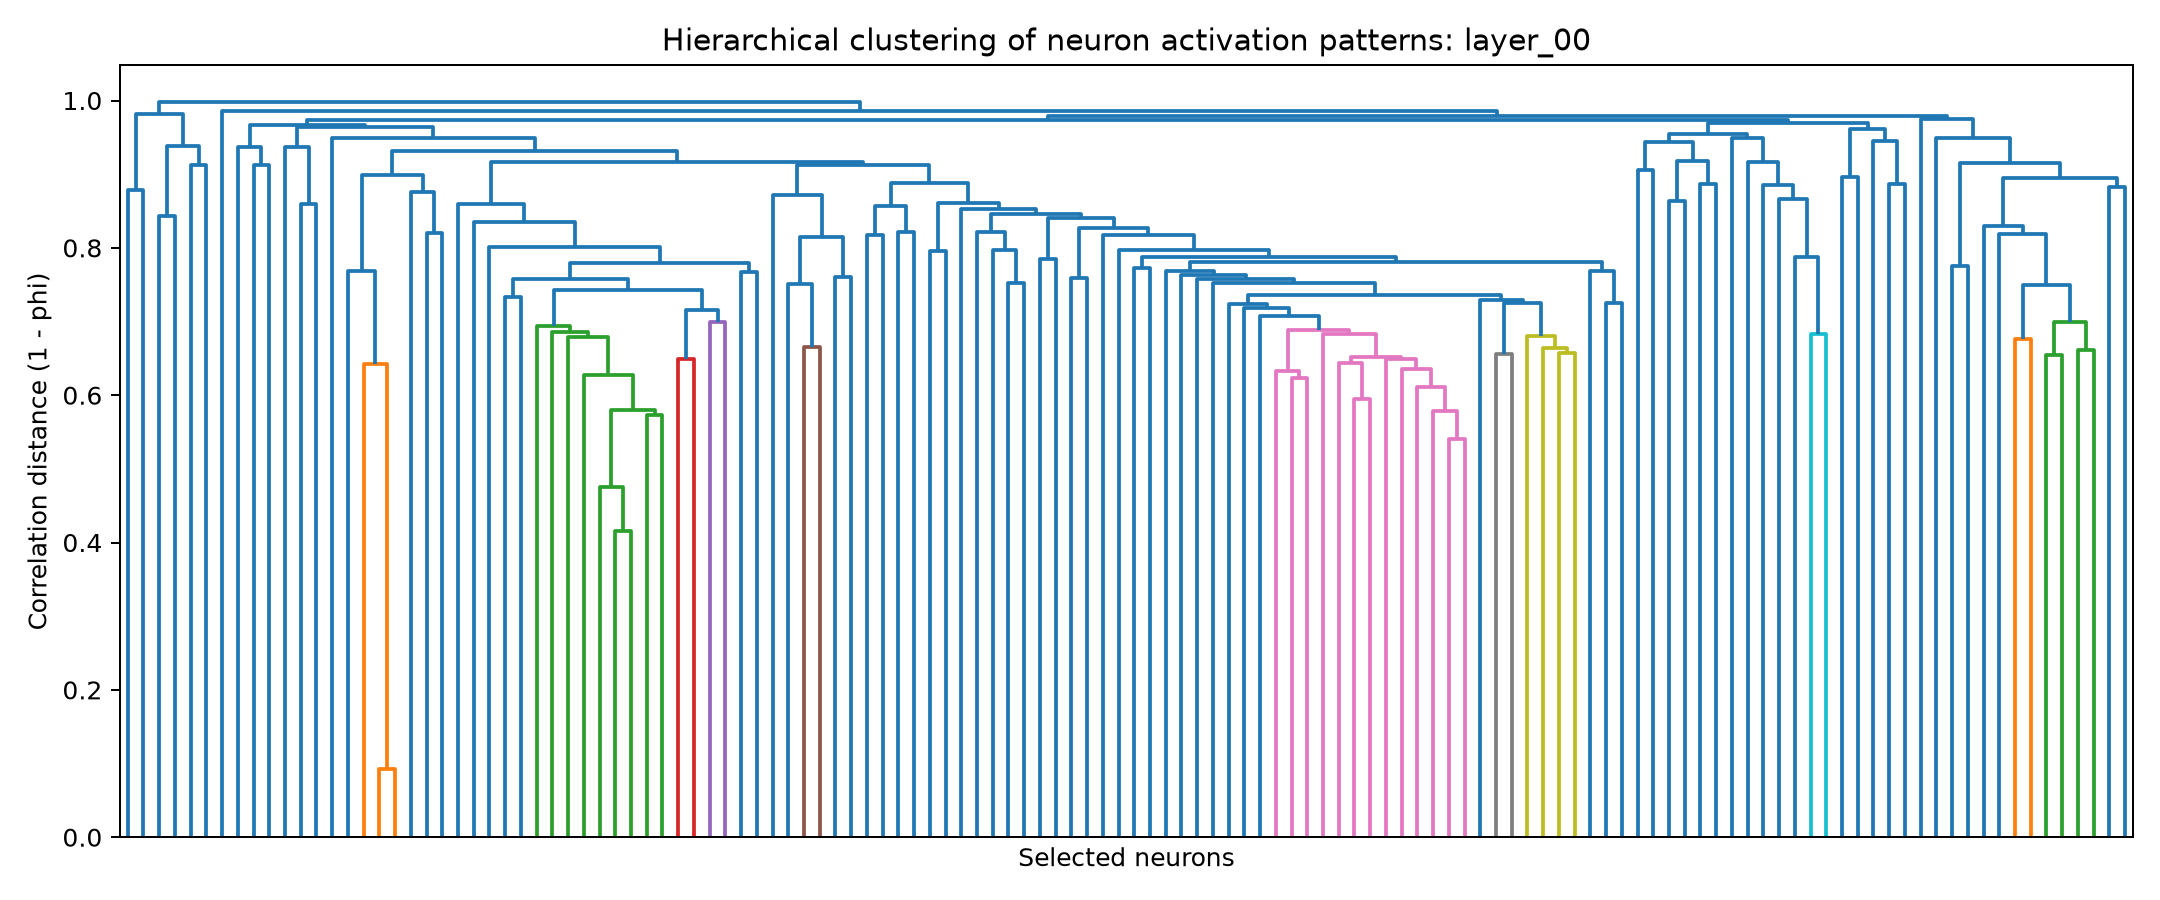 Hierarchical clustering of neuron activation patterns: layer_00
Correlation distance (1 - phi)
1.0
0.8
0.6
0.4
0.2
0.0
Selected neurons